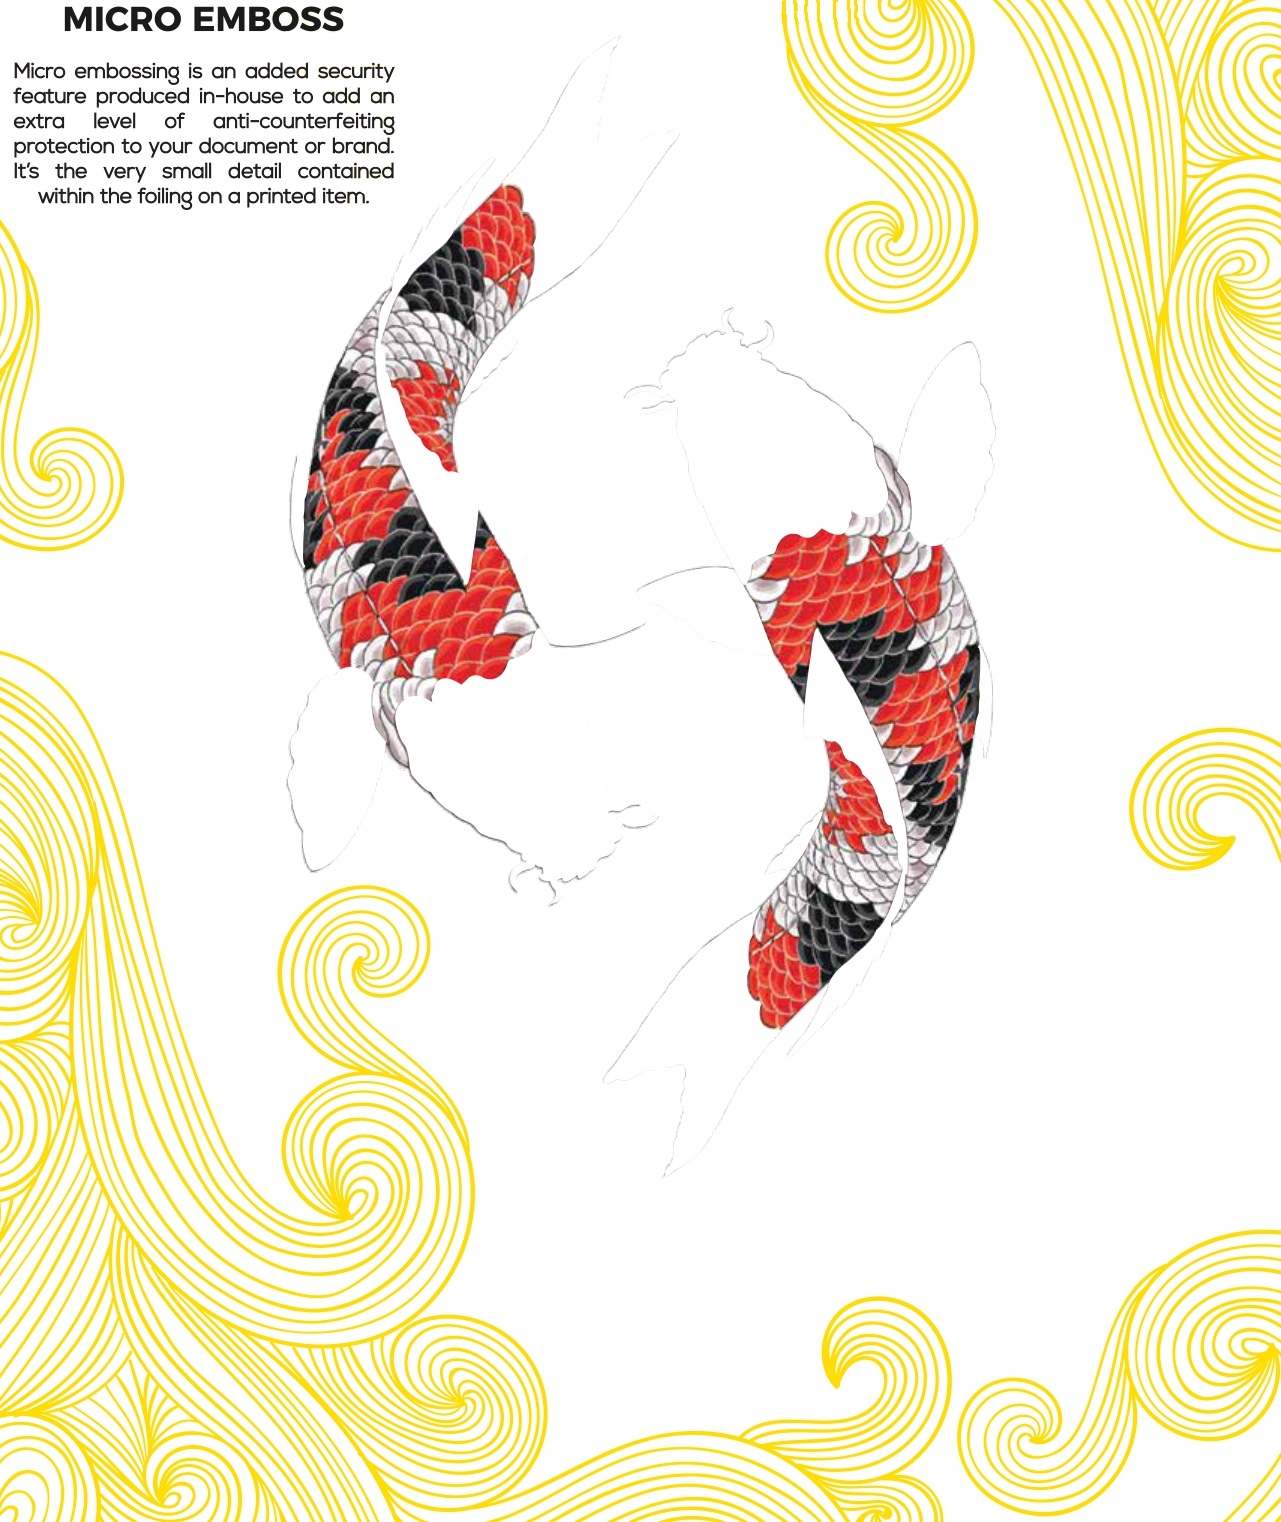 MICRO EMBOSS
Micro embossing is an added security
feature produced in-house to add an
extra level of anti-counterfeiting
protection to your document or brand.
It's the very small detail contained
within the foiling on a printed item.